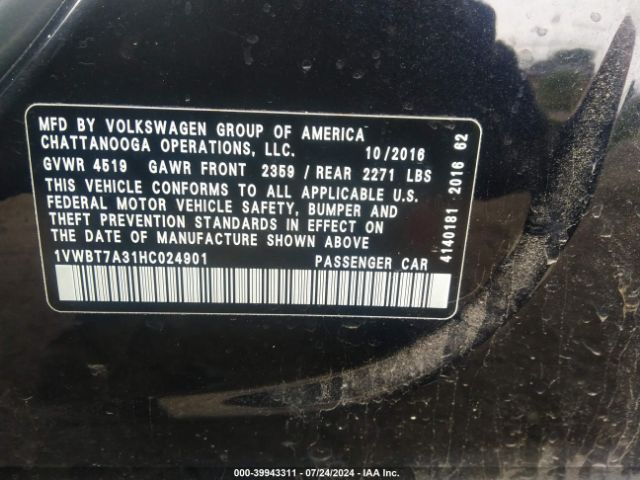 MFD BY VOLKSWAGEN GROUP OF AMERICA
CHATTANOOGA OPERATIONS, LLC. 10/2016
GVWR 4519 GAWR FRONT 2359 / REAR 2271 LBS
THIS VEHICLE CONFORMS TO ALL APPLICABLE U.S.
FEDERAL MOTOR VEHICLE SAFETY, BUMPER AND
THEFT PREVENTION STANDARDS IN EFFECT ON
THE DATE OF MANUFACTURE SHOWN ABOVE
1VWBT7A31HC024901 PASSENGER CAR
4140181 2016 62
000-39943311 - 07/24/2024 - IAA Inc.